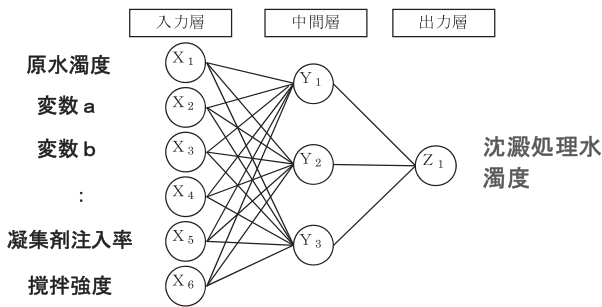 入力層 中間層 出力層
原水濁度 X1
変数a X2
変数b X3
: X4
凝集剤注入率 X5
撹拌強度 X6
Y1
Y2
Y3
Z1
沈澱処理水
濁度